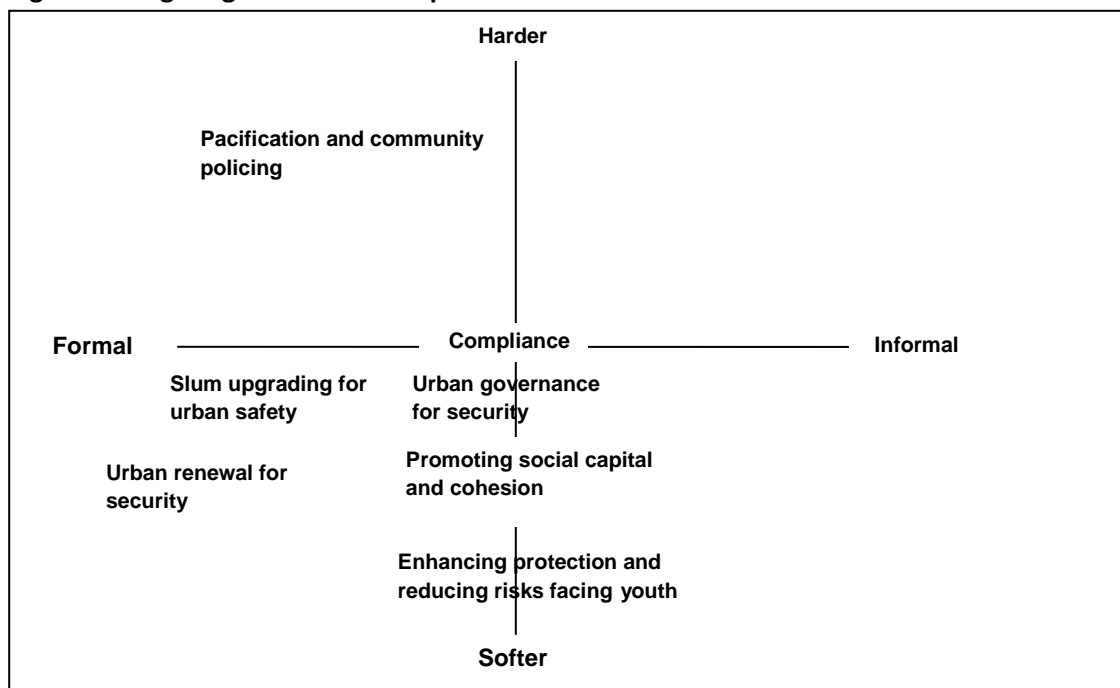 Harder
Pacification and community
policing
Formal
Compliance
Informal
Slum upgrading for
urban safety
Urban governance
for security
Urban renewal for
security
Promoting social capital
and cohesion
Enhancing protection and
reducing risks facing youth
Softer